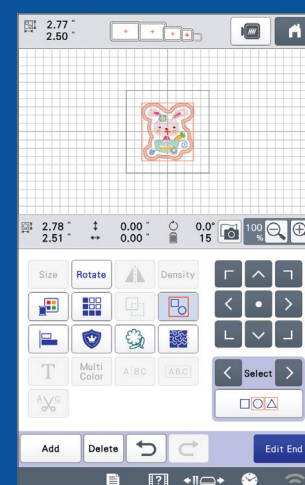 2.77 "
2.50 "
2.78 " 0.00 " 0.0°
2.51 " 0.00 " 15
100 %
Size Rotate Density
T Multi Color ABC ABC
Select
Add Delete Edit End